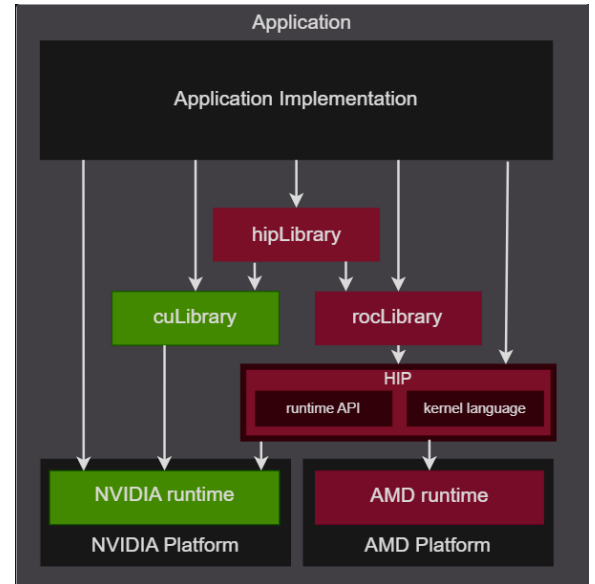 Application
Application Implementation
hipLibrary
cuLibrary
rocLibrary
HIP
runtime API
kernel language
NVIDIA runtime
AMD runtime
NVIDIA Platform
AMD Platform